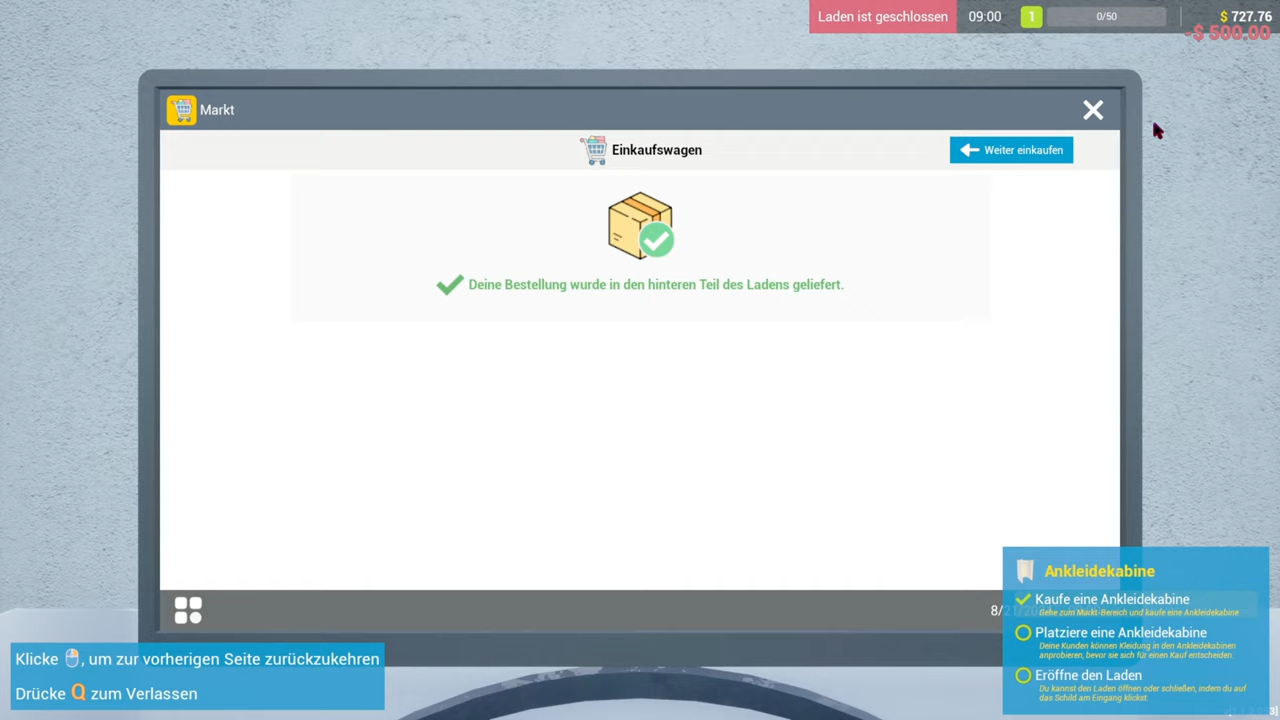 Laden ist geschlossen 09:00 1 0/50 $ 727.76
-$ 500.00
Markt
Einkaufswagen
Weiter einkaufen
Deine Bestellung wurde in den hinteren Teil des Ladens geliefert.
Ankleidekabine
Kaufe eine Ankleidekabine
Gehe zum Markt-Bereich und kaufe eine Ankleidekabine
Platziere eine Ankleidekabine
Deine Kunden können Kleidung in den Ankleidekabinen
anprobieren, bevor sie sich für einen Kauf entscheiden.
Eröffne den Laden
Du kannst den Laden öffnen oder schließen, indem du auf
das Schild am Eingang klickst.
Klicke , um zur vorherigen Seite zurückzukehren
Drücke Q zum Verlassen